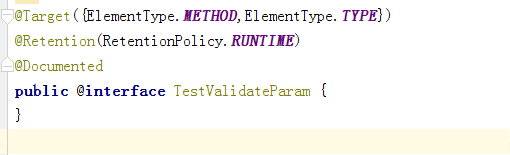 @Target({ElementType.METHOD,ElementType.TYPE})
@Retention(RetentionPolicy.RUNTIME)
@Documented
public @interface TestValidateParam {
}